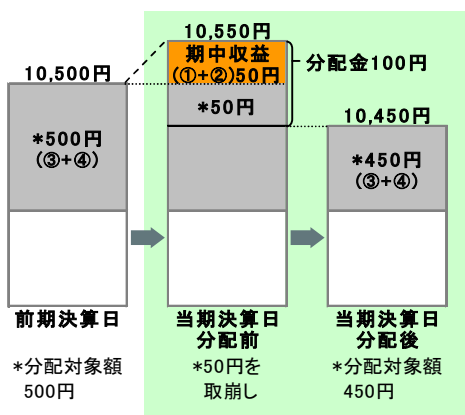 10,550円
期中収益
(①+②)50円
分配金100円
10,500円
*50円
10,450円
*500円
(③+④)
*450円
(③+④)
前期決算日
当期決算日
分配前
当期決算日
分配後
*分配対象額
500円
*50円を
取崩し
*分配対象額
450円